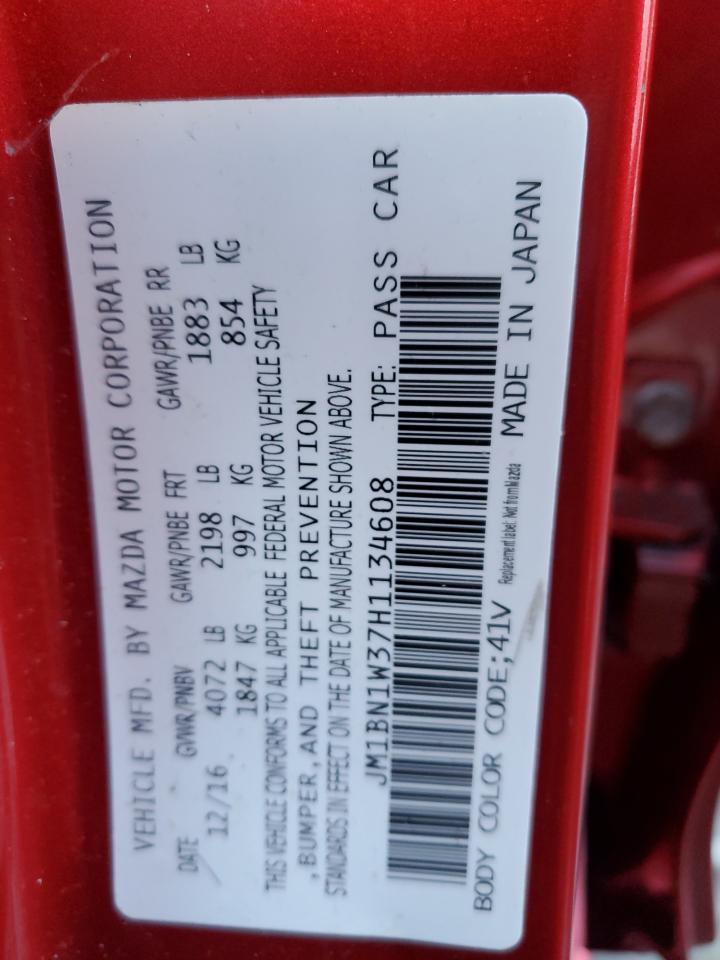 VEHICLE MFD. BY MAZDA MOTOR CORPORATION
DATE GVWR/PNBV GAWR/PNBE FRT GAWR/PNBE RR
12/16 4072 LB 2198 LB 1883 LB
1847 KG 997 KG 854 KG
THIS VEHICLE CONFORMS TO ALL APPLICABLE FEDERAL MOTOR VEHICLE SAFETY
,BUMPER,AND THEFT PREVENTION
STANDARDS IN EFFECT ON THE DATE OF MANUFACTURE SHOWN ABOVE.
JM1BN1W37H1134608 TYPE: PASS CAR
BODY COLOR CODE;41V Replacement label: Not from Mazda MADE IN JAPAN